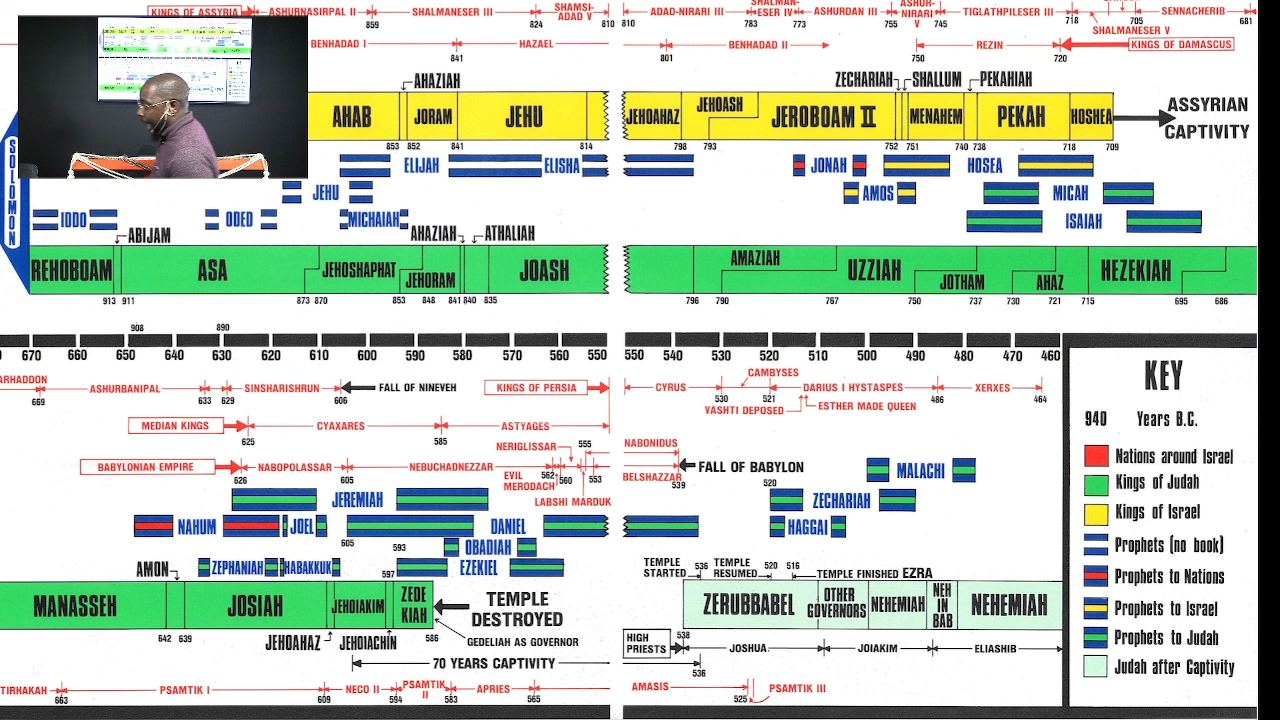 KINGS OF ASSYRIA ASHURNASIRPUL II SHALMANESER III SHAMSI-ADAD V ADAD-NIRARI III SHALMAN-ESER IV ASHURDAN III ASHUR-NIRARI V TIGLATHPILESER III SHALMANESER V SENNACHERIB
859 824 810 810 783 773 755 745 718 705 681
BENHADAD I HAZAEL BENHADAD II REZIN KINGS OF DAMASCUS
841 801 750 720
AHAZIAH ZECHARIAH SHALLUM PEKAHIAH
AHAB JORAM JEHU JEHOAHAZ JEHOASH JEROBOAM II MENAHEM PEKAH HOSHEA ASSYRIAN CAPTIVITY
853 852 841 814 798 793 752 751 740 738 718 709
SOLOMON
ELIJAH ELISHA JONAH HOSEA
JEHU AMOS MICAH
IDDO ODED MICHAIAH ISAIAH
ABIJAM AHAZIAH ATHALIAH
REHOBOAM ASA JEHOSHAPHAT JEHORAM JOASH AMAZIAH UZZIAH JOTHAM AHAZ HEZEKIAH
913 911 873 870 853 848 841 840 835 796 790 767 750 737 730 721 715 695 686
908 890
670 660 650 640 630 620 610 600 590 580 570 560 550 550 540 530 520 510 500 490 480 470 460
ARHADDON ASHURBANIPAL SINSHARISHRUN FALL OF NINEVEH KINGS OF PERSIA CYRUS CAMBYSES DARIUS I HYSTASPES XERXES
669 633 629 606 530 521 486 464
VASHTI DEPOSED ESTHER MADE QUEEN
MEDIAN KINGS CYAXARES ASTYAGES
625 585
NERIGLISSAR 555 NABONIDUS
BABYLONIAN EMPIRE NABOPOLASSAR NEBUCHADNEZZAR FALL OF BABYLON
626 605 EVIL MERODACH 562 560 553 BELSHAZZAR 539
LABSHI MARDUK
MALACHI
520
JEREMIAH ZECHARIAH
NAHUM JOEL DANIEL HAGGAI
605 593 OBADIAH
ZEPHANIAH HABAKKUK EZEKIEL
AMON 597 TEMPLE STARTED 536 TEMPLE RESUMED 520 516 TEMPLE FINISHED EZRA
MANASSEH JOSIAH JEHOIAKIM ZEDEKIAH TEMPLE DESTROYED ZERUBBABEL OTHER GOVERNORS NEHEMIAH NEH IN BAB NEHEMIAH
642 639 JEHOAHAZ JEHOIACHIN 586 GEDELIAH AS GOVERNOR
HIGH PRIESTS 538 JOSHUA JOIAKIM ELIASHIB
70 YEARS CAPTIVITY 536
TIRHAKAH PSAMTIK I NECO II PSAMTIK II APRIES AMASIS PSAMTIK III
663 609 594 583 565 525
KEY
940 Years B.C.
Nations around Israel
Kings of Judah
Kings of Israel
Prophets (no book)
Prophets to Nations
Prophets to Israel
Prophets to Judah
Judah after Captivity